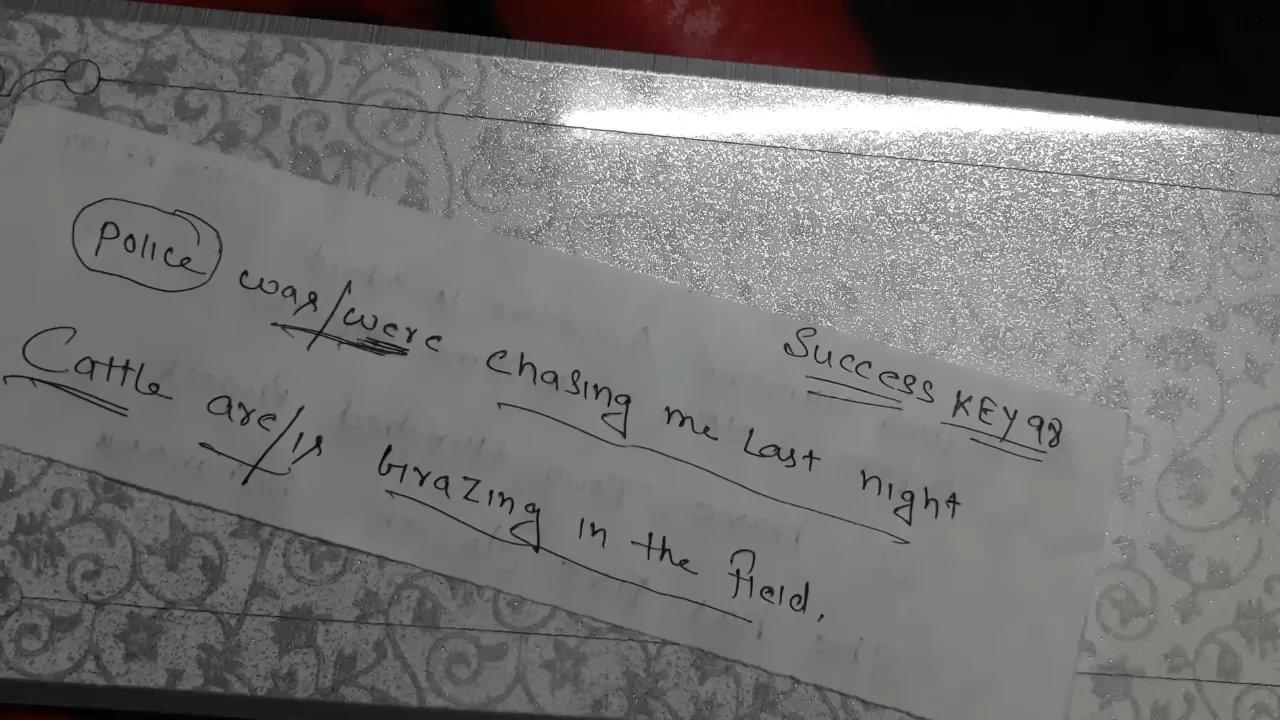 Police was/were chasing me Last night
Success KEY98
Cattle are/is Grazing in the field.